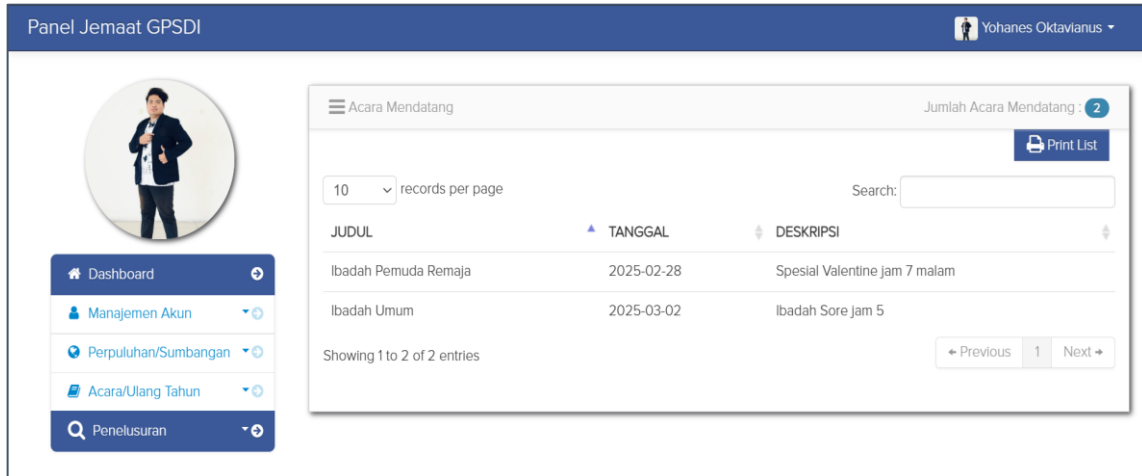 Panel Jemaat GPSDI
Yohanes Oktavianus
Acara Mendatang
Jumlah Acara Mendatang : 2
Print List
10 records per page
Search:
JUDUL TANGGAL DESKRIPSI
Ibadah Pemuda Remaja 2025-02-28 Spesial Valentine jam 7 malam
Ibadah Umum 2025-03-02 Ibadah Sore jam 5
Showing 1 to 2 of 2 entries
Previous 1 Next
Dashboard
Manajemen Akun
Perpuluhan/Sumbangan
Acara/Ulang Tahun
Penelusuran